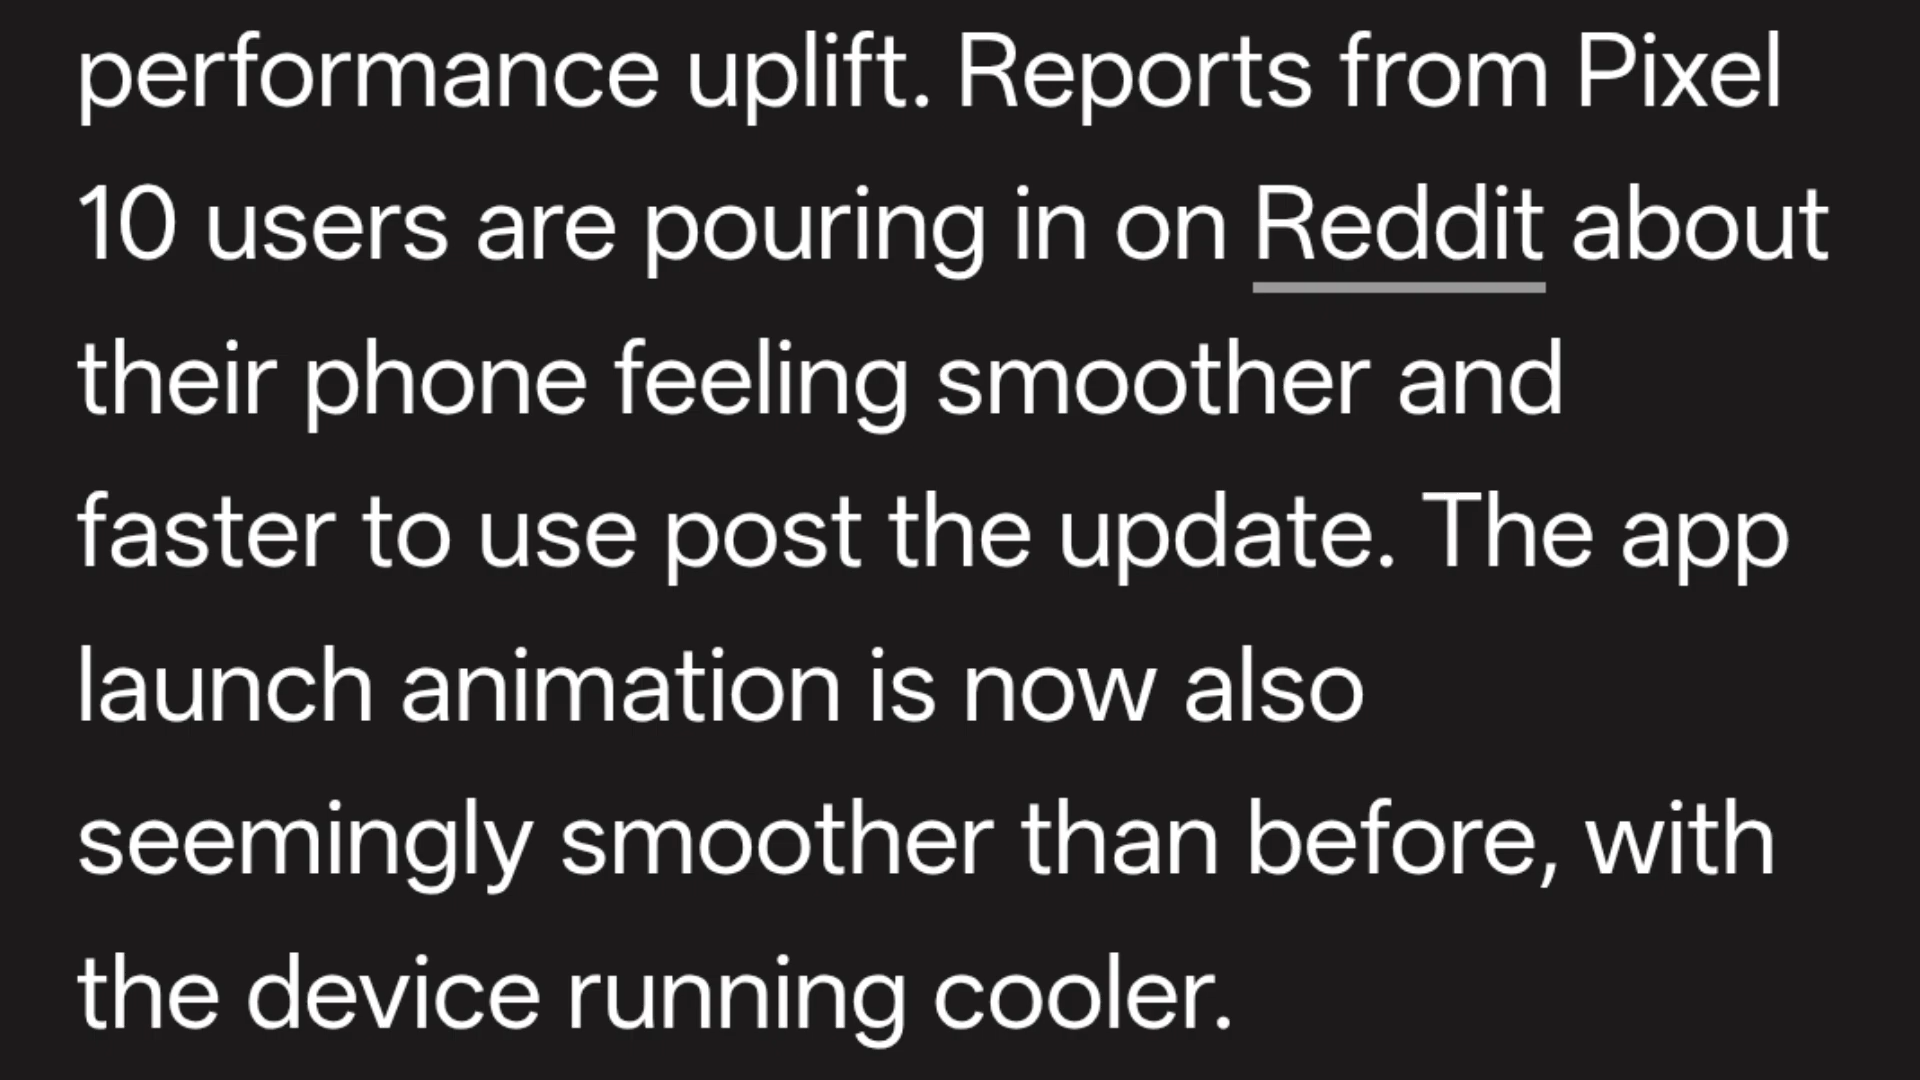 performance uplift. Reports from Pixel
10 users are pouring in on Reddit about
their phone feeling smoother and
faster to use post the update. The app
launch animation is now also
seemingly smoother than before, with
the device running cooler.